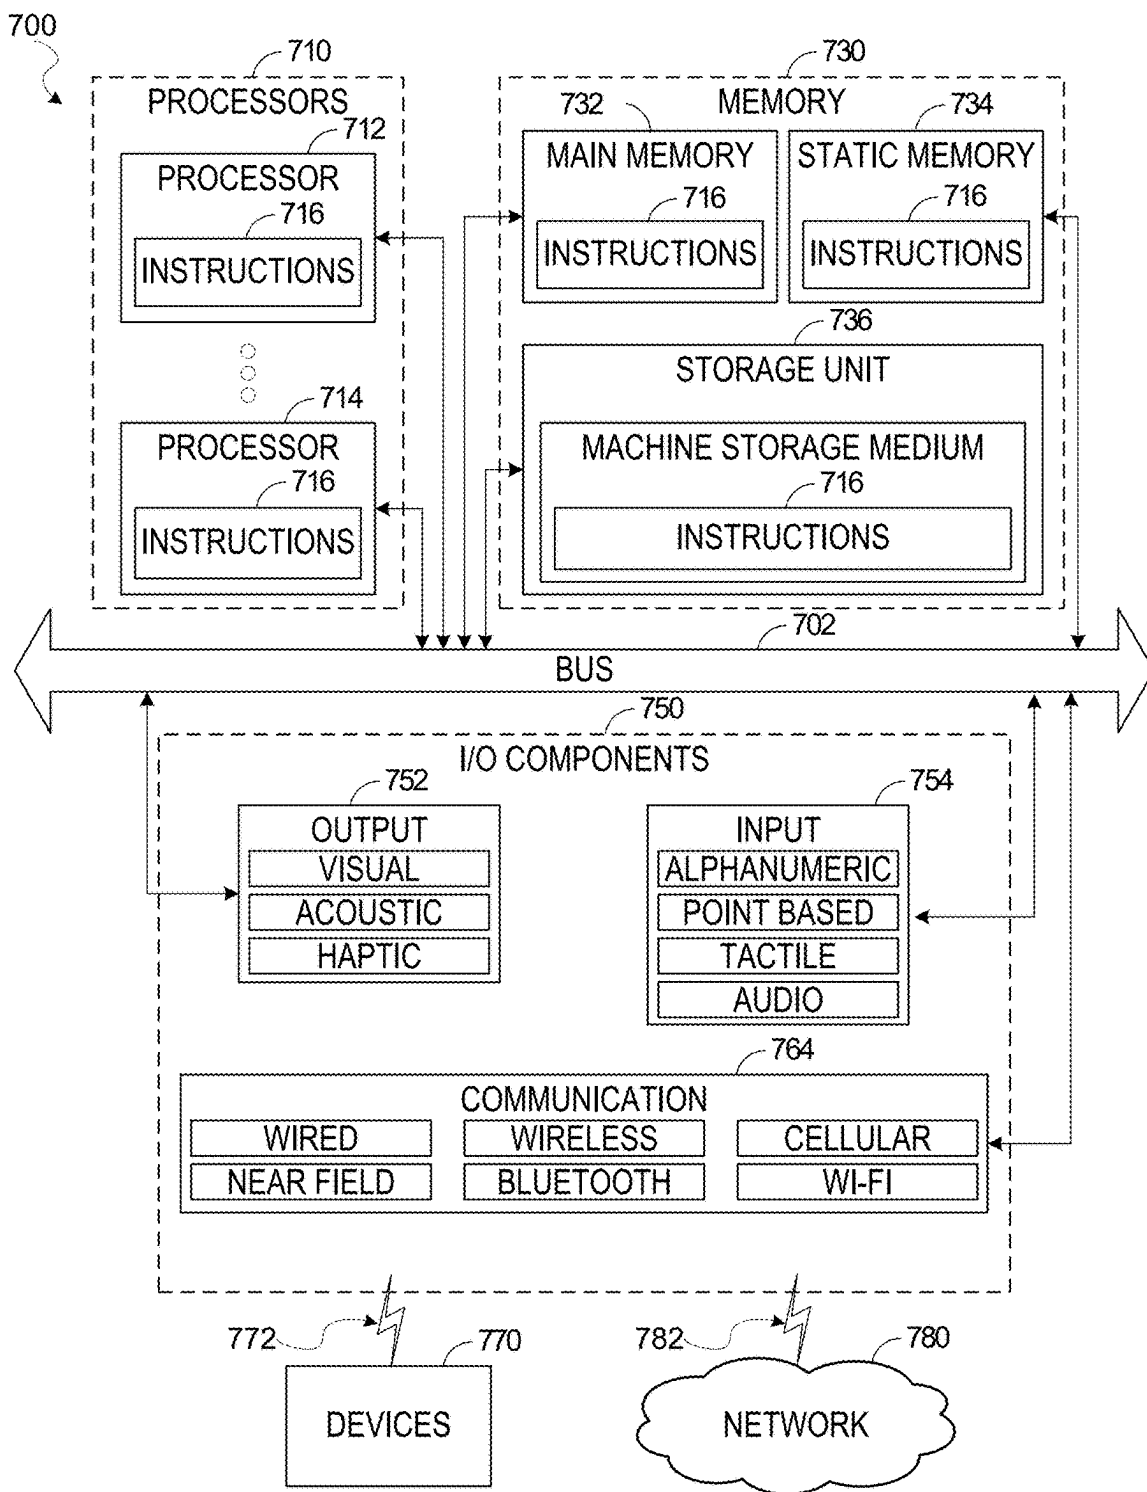 700
710
PROCESSORS
712
PROCESSOR
716
INSTRUCTIONS
714
PROCESSOR
716
INSTRUCTIONS
730
MEMORY
732
MAIN MEMORY
716
INSTRUCTIONS
734
STATIC MEMORY
716
INSTRUCTIONS
736
STORAGE UNIT
MACHINE STORAGE MEDIUM
716
INSTRUCTIONS
702
BUS
750
I/O COMPONENTS
752
OUTPUT
VISUAL
ACOUSTIC
HAPTIC
754
INPUT
ALPHANUMERIC
POINT BASED
TACTILE
AUDIO
764
COMMUNICATION
WIRED
WIRELESS
CELLULAR
NEAR FIELD
BLUETOOTH
WI-FI
772
770
DEVICES
782
780
NETWORK